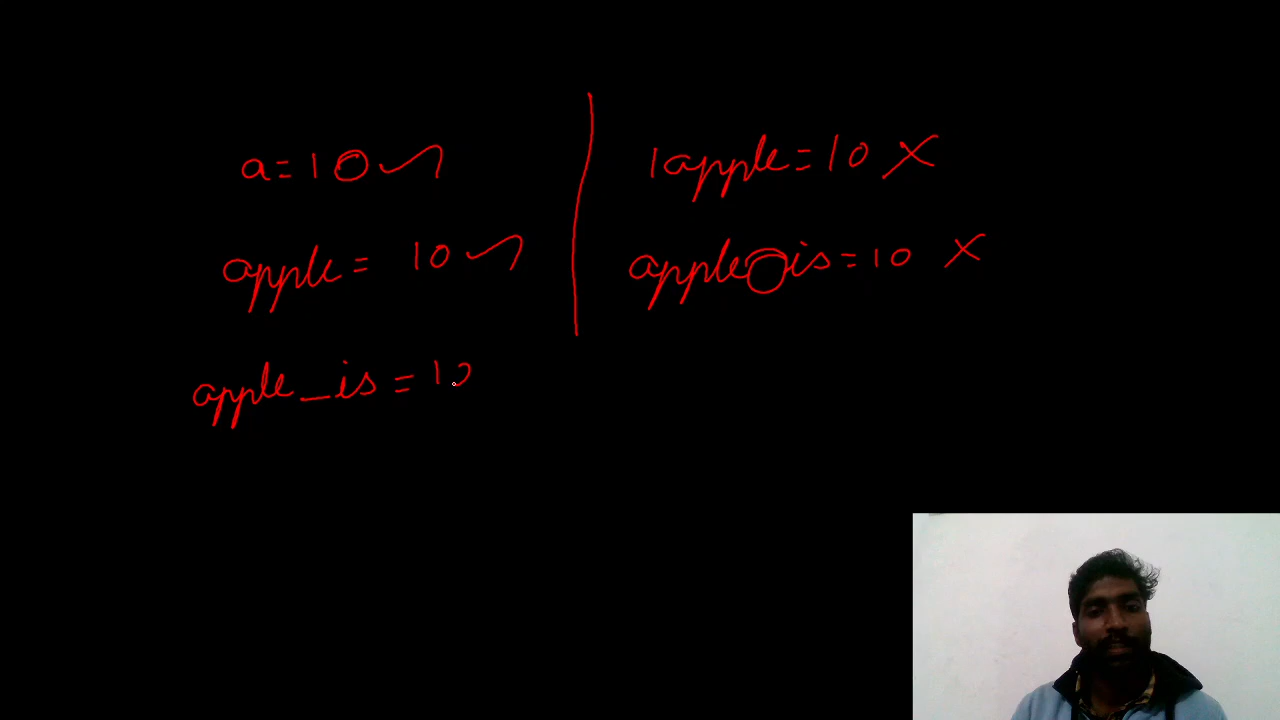 a=10
apple = 10
apple_is = 10
1apple=10 X
apple is = 10 X